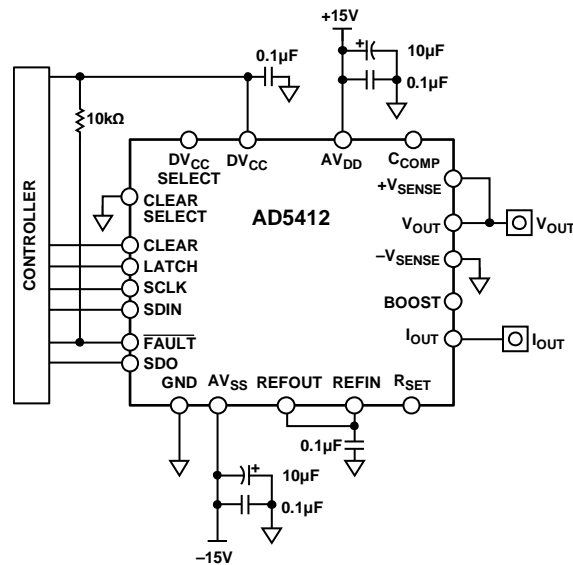 +15V
10µF
0.1µF
0.1µF
10kΩ
CONTROLLER
DVCC
SELECT
DVCC
AVDD
CCOMP
+VSENSE
CLEAR
SELECT
AD5412
VOUT
VOUT
CLEAR
LATCH
–VSENSE
SCLK
SDIN
BOOST
FAULT
IOUT
IOUT
SDO
GND
AVSS
REFOUT
REFIN
RSET
0.1µF
10µF
0.1µF
–15V